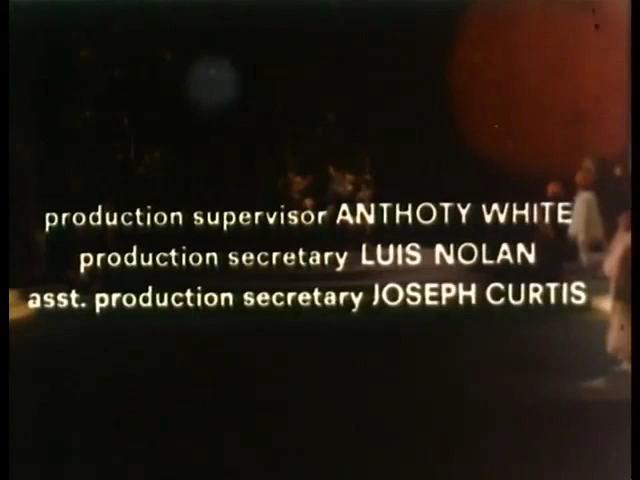 production supervisor ANTHOTY WHITE
production secretary LUIS NOLAN
asst. production secretary JOSEPH CURTIS